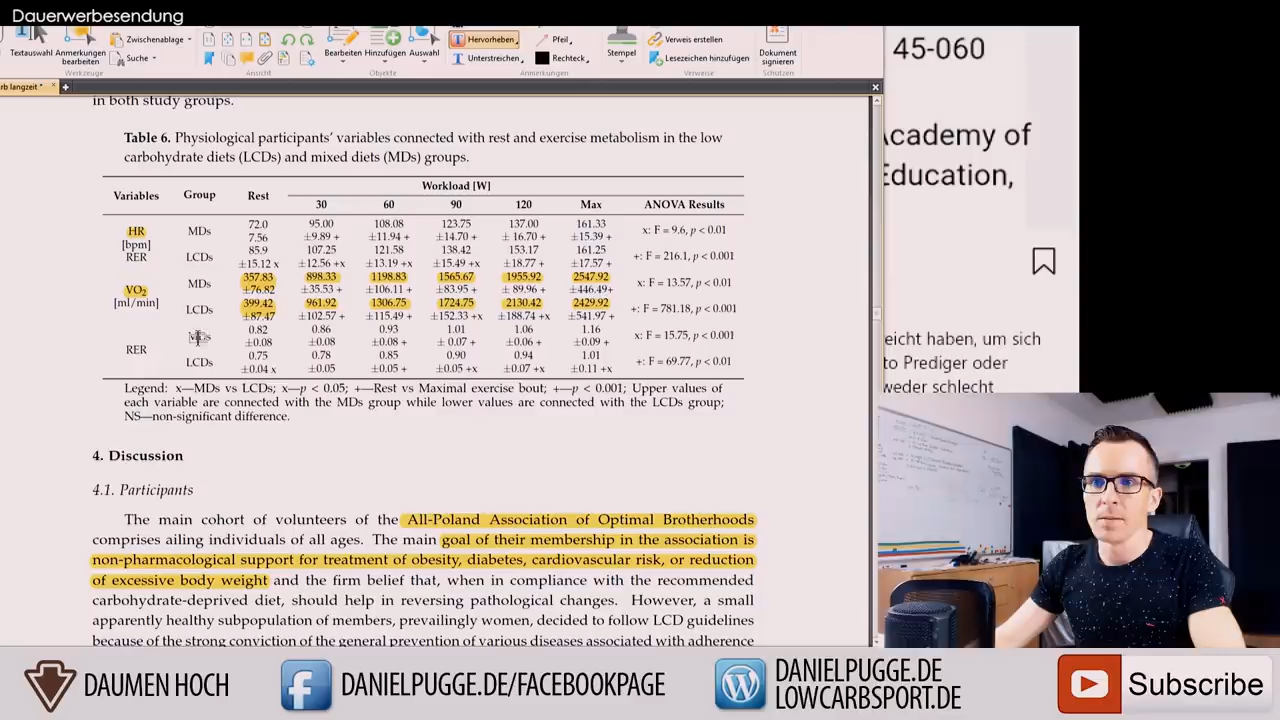 Dauerwerbesendung
Textauswahl
Anmerkungen
bearbeiten
Zwischenablage
Suche
Werkzeuge
Ansicht
Bearbeiten Hinzufügen Auswahl
Objekte
Hervorheben
Unterstreichen
Pfeil
Rechteck
Stempel
Anmerkungen
Verweis erstellen
Lesezeichen hinzufügen
Verweise
Dokument
signieren
Schützen
rb langzeit *
in both study groups.
Table 6. Physiological participants' variables connected with rest and exercise metabolism in the low
carbohydrate diets (LCDs) and mixed diets (MDs) groups.
Variables Group Rest Workload [W] ANOVA Results
30 60 90 120 Max
HR [bpm] MDs 72.0 95.00 108.08 123.75 137.00 161.33 x: F = 9.6, p < 0.01
7.56 ±9.89 + ±11.94 + ±14.70 + ± 16.70 + ±15.39 +
RER LCDs 85.9 107.25 121.58 138.42 153.17 161.25 +: F = 216.1, p < 0.001
±15.12 x ±12.56 +x ±13.19 +x ±15.49 +x ±18.77 + ±17.57 +
VO2 [ml/min] MDs 357.83 898.33 1198.83 1565.67 1955.92 2547.92 x: F = 13.57, p < 0.01
±76.82 ±35.53 + ±106.1 + ±83.95 + ± 89.96 + ±446.49+
LCDs 399.42 961.92 1306.75 1724.75 2130.42 2429.92 +: F = 781.18, p < 0.001
±87.47 ±102.57 + ±115.49 + ±152.33 +x ±188.74 +x ±541.97 +
RER MDs 0.82 0.86 0.93 1.01 1.06 1.16 x: F = 15.75, p < 0.001
±0.08 ±0.05 ±0.08 + ± 0.07 + ±0.06 + ±0.09 +
LCDs 0.75 0.78 0.85 0.90 0.94 1.01 +: F = 69.77, p < 0.01
±0.04 x ±0.05 ±0.05 + ±0.05 +x ±0.07 +x ±0.11 +x
Legend: x—MDs vs LCDs; x—p < 0.05; +—Rest vs Maximal exercise bout; +—p < 0.001; Upper values of
each variable are connected with the MDs group while lower values are connected with the LCDs group;
NS—non-significant difference.
4. Discussion
4.1. Participants
The main cohort of volunteers of the All-Poland Association of Optimal Brotherhoods
comprises ailing individuals of all ages. The main goal of their membership in the association is
non-pharmacological support for treatment of obesity, diabetes, cardiovascular risk, or reduction
of excessive body weight and the firm belief that, when in compliance with the recommended
carbohydrate-deprived diet, should help in reversing pathological changes. However, a small
apparently healthy subpopulation of members, prevailingly women, decided to follow LCD guidelines
because of the strong conviction of the general prevention of various diseases associated with adherence
45-060
Academy of
Education,
eicht haben, um sich
to Prediger oder
weder schlecht
DAUMEN HOCH
DANIELPUGGE.DE/FACEBOOKPAGE
DANIELPUGGE.DE
LOWCARBSPORT.DE
Subscribe